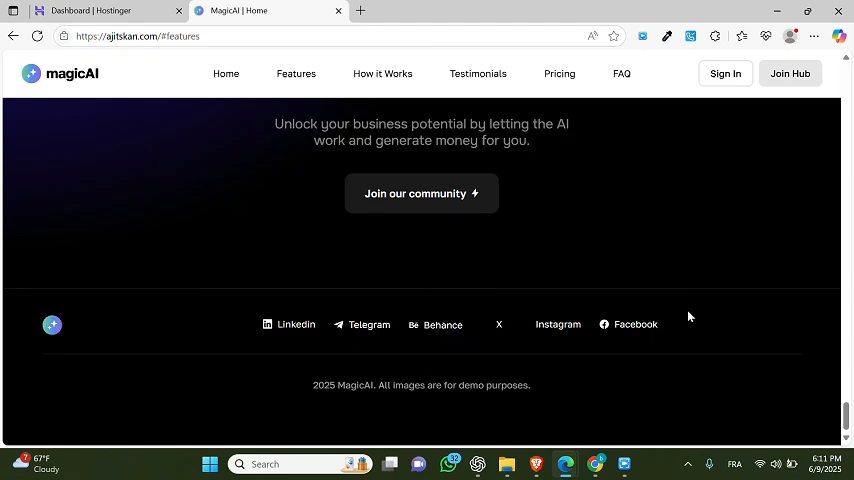 Dashboard | Hostinger
MagicAI | Home
https://ajitskan.com/#features
magicAI
Home
Features
How it Works
Testimonials
Pricing
FAQ
Sign In
Join Hub
Unlock your business potential by letting the AI
work and generate money for you.
Join our community
Linkedin
Telegram
Bē Behance
X
Instagram
Facebook
2025 MagicAI. All images are for demo purposes.
7
67°F
Cloudy
Search
32
FRA
6:11 PM
6/9/2025